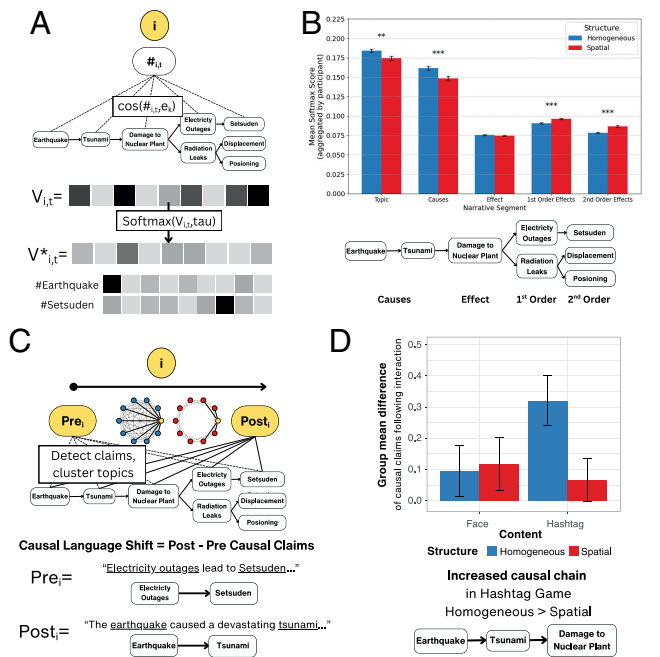 A
i
#i,t
cos(#i,t,ek)
Earthquake
Tsunami
Damage to
Nuclear Plant
Electricity
Outages
Radiation
Leaks
Setsuden
Displacement
Posioning
Vi,t=
Softmax(Vi,t,tau)
V*i,t=
#Earthquake
#Setsuden
B
Mean Softmax Score
(aggregated by participant)
0.225
0.200
0.175
0.150
0.125
0.100
0.075
0.050
0.025
0.000
Structure
Homogeneous
Spatial
**
***
***
***
Topic
Causes
Effect
1st Order Effects
2nd Order Effects
Narrative Segment
Earthquake
Tsunami
Damage to
Nuclear Plant
Electricty
Outages
Radiation
Leaks
Setsuden
Displacement
Posioning
Causes
Effect
1st Order
2nd Order
C
i
Prei
Posti
Detect claims,
cluster topics
Earthquake
Tsunami
Damage to
Nuclear Plant
Electricty
Outages
Radiation
Leaks
Setsuden
Displacement
Posioning
Causal Language Shift = Post - Pre Causal Claims
Prei=
“Electricity outages lead to Setsuden...”
Electricty
Outages
Setsuden
Posti=
“The earthquake caused a devastating tsunami...”
Earthquake
Tsunami
D
Group mean difference
of causal claims following interaction
0.4
0.3
0,2
0,1
0.0
Face
Hashtag
Content
Structure
Homogeneous
Spatial
Increased causal chain
in Hashtag Game
Homogeneous > Spatial
Earthquake
Tsunami
Damage to
Nuclear Plant